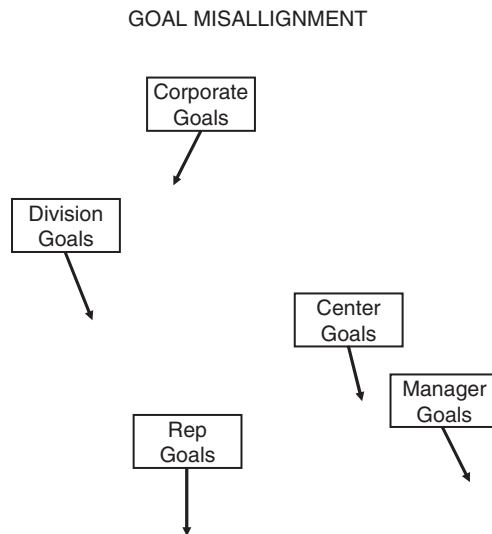 GOAL MISALLIGNMENT
Corporate
Goals
Division
Goals
Center
Goals
Manager
Goals
Rep
Goals